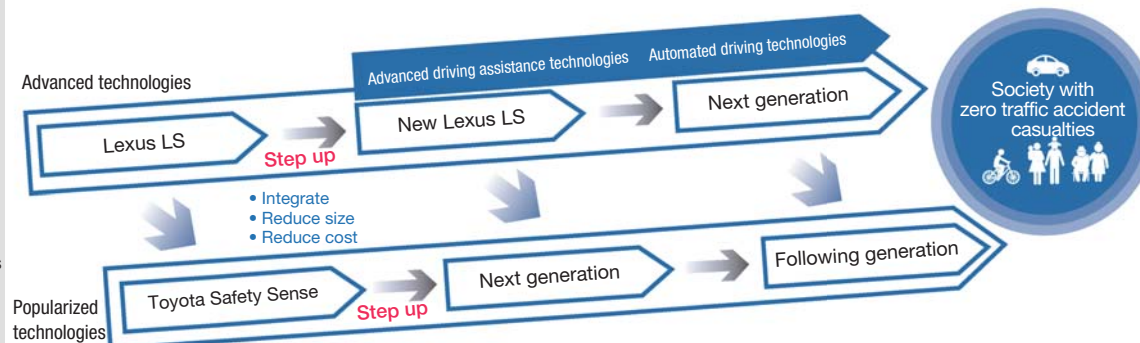 Advanced technologies
Advanced driving assistance technologies
Automated driving technologies
Lexus LS
Step up
New Lexus LS
Next generation
Society with
zero traffic accident
casualties
• Integrate
• Reduce size
• Reduce cost
Popularized
technologies
Toyota Safety Sense
Step up
Next generation
Following generation
s